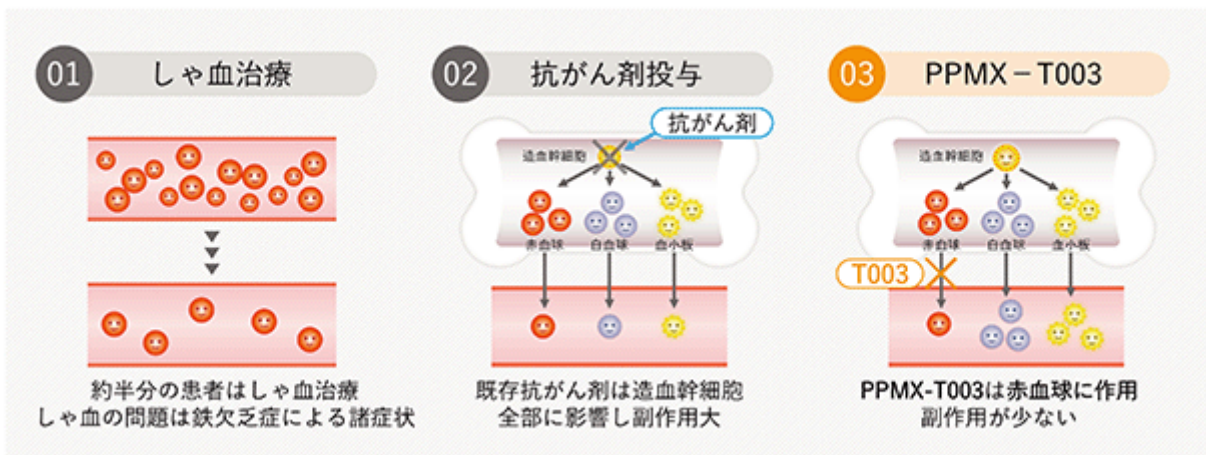 01 しゃ血治療
約半分の患者はしゃ血治療
しゃ血の問題は鉄欠乏症による諸症状
02 抗がん剤投与
抗がん剤
造血幹細胞
赤血球 白血球 血小板
既存抗がん剤は造血幹細胞
全部に影響し副作用大
03 PPMX－T003
造血幹細胞
赤血球 白血球 血小板
T003
PPMX-T003は赤血球に作用
副作用が少ない